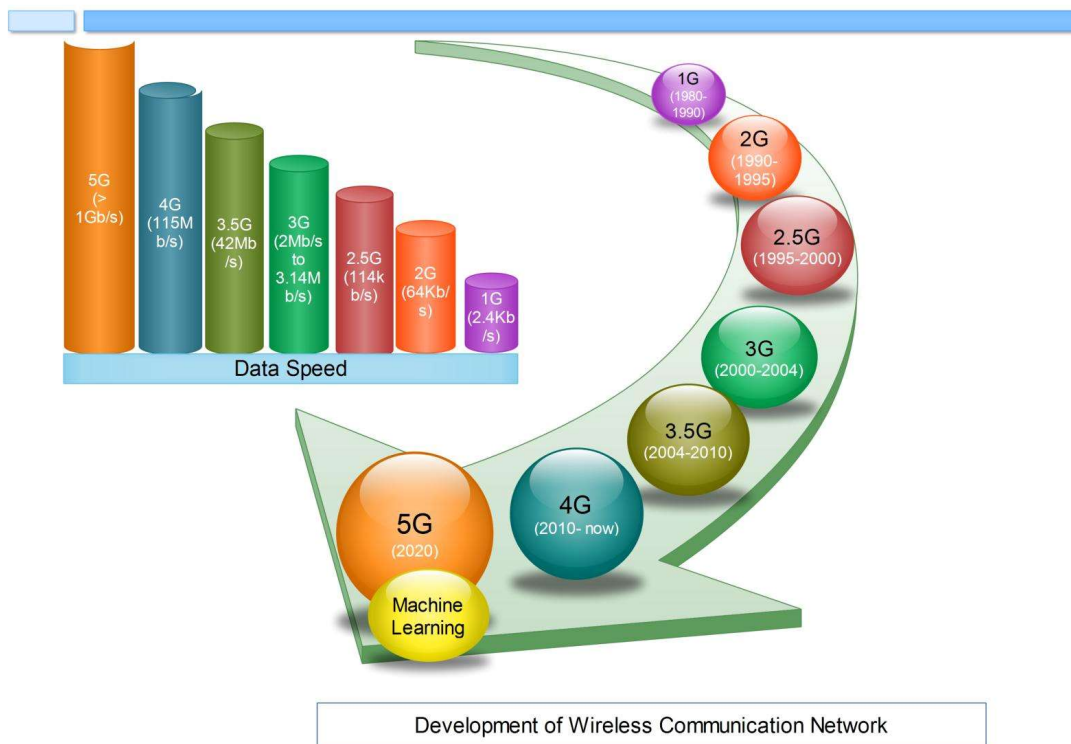 5G
(>
1Gb/s)
4G
(115M
b/s)
3.5G
(42Mb
/s)
3G
(2Mb/s
to
3.14M
b/s)
2.5G
(114k
b/s)
2G
(64Kb/
s)
1G
(2.4Kb
/s)
Data Speed
1G
(1980-
1990)
2G
(1990-
1995)
2.5G
(1995-2000)
3G
(2000-2004)
3.5G
(2004-2010)
4G
(2010- now)
5G
(2020)
Machine
Learning
Development of Wireless Communication Network